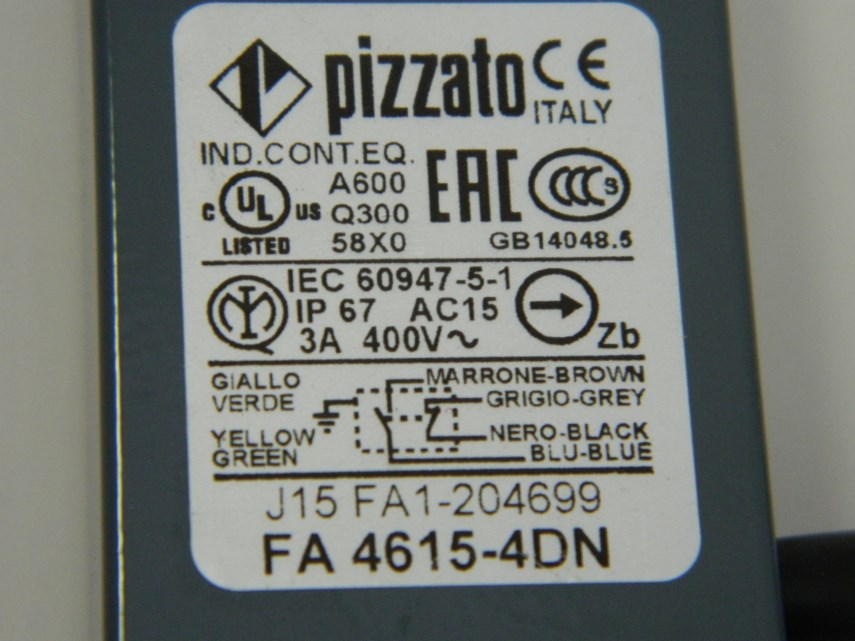 pizzato CE
ITALY
IND.CONT.EQ.
A600
Q300
58X0
c UL us
LISTED
EAC
CCC S
GB14048.5
IEC 60947-5-1
IP 67 AC15
3A 400V~
Zb
GIALLO
VERDE
YELLOW
GREEN
MARRONE-BROWN
GRIGIO-GREY
NERO-BLACK
BLU-BLUE
J15 FA1-204699
FA 4615-4DN